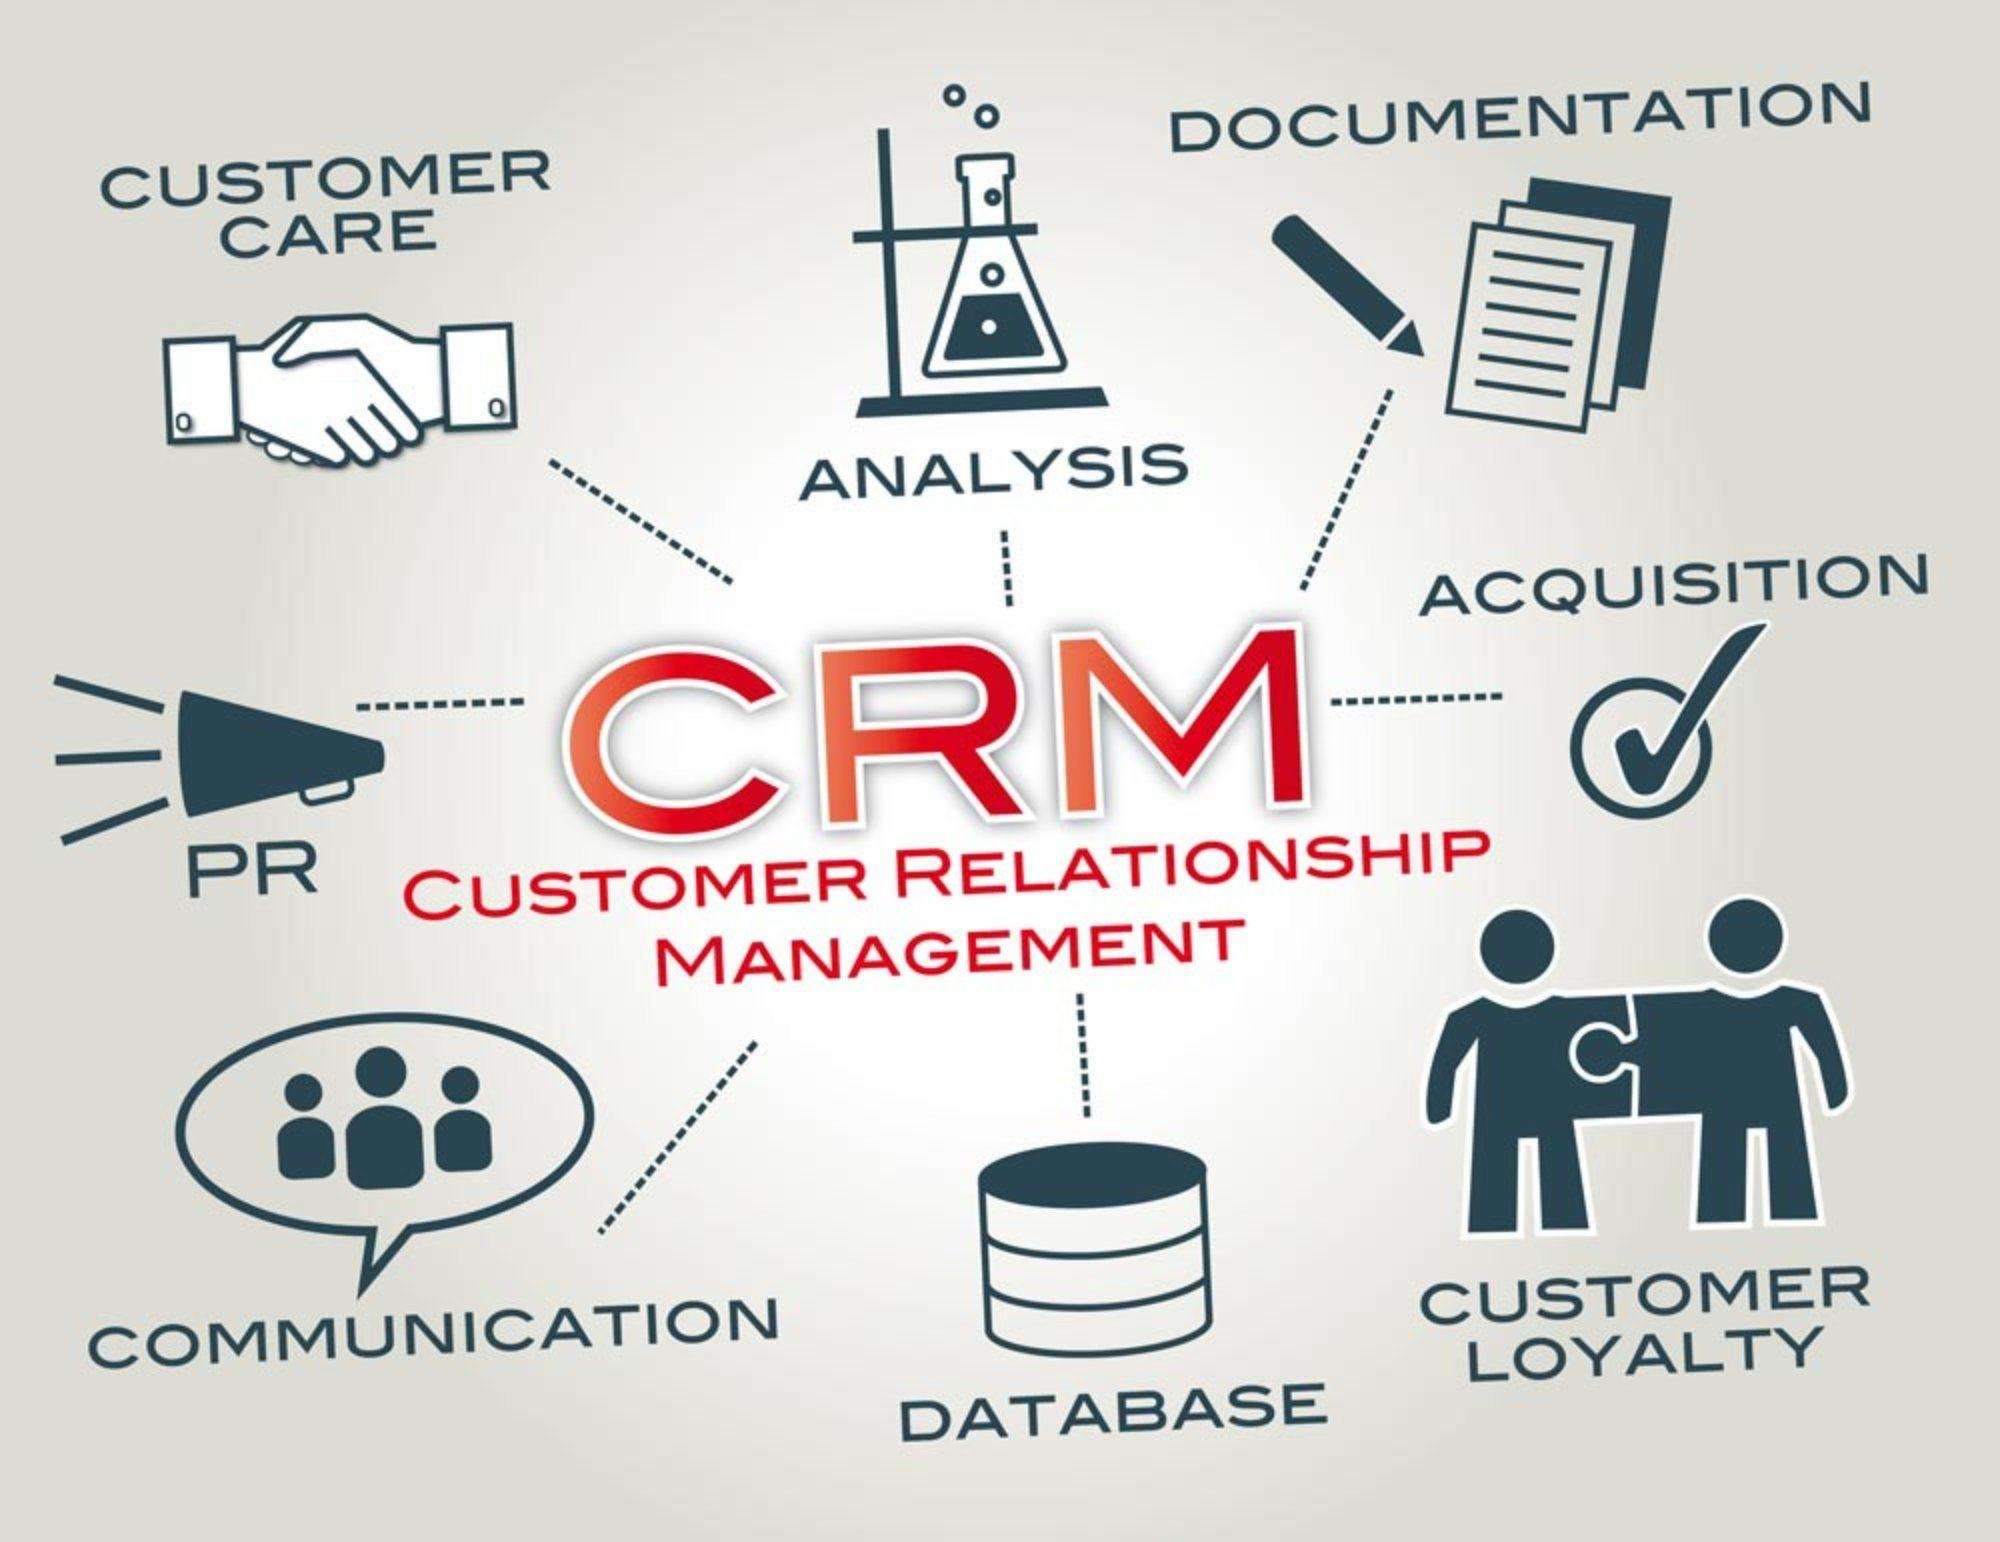 CUSTOMER
CARE
DOCUMENTATION
ANALYSIS
ACQUISITION
PR
CRM
CUSTOMER RELATIONSHIP
MANAGEMENT
COMMUNICATION
DATABASE
CUSTOMER
LOYALTY